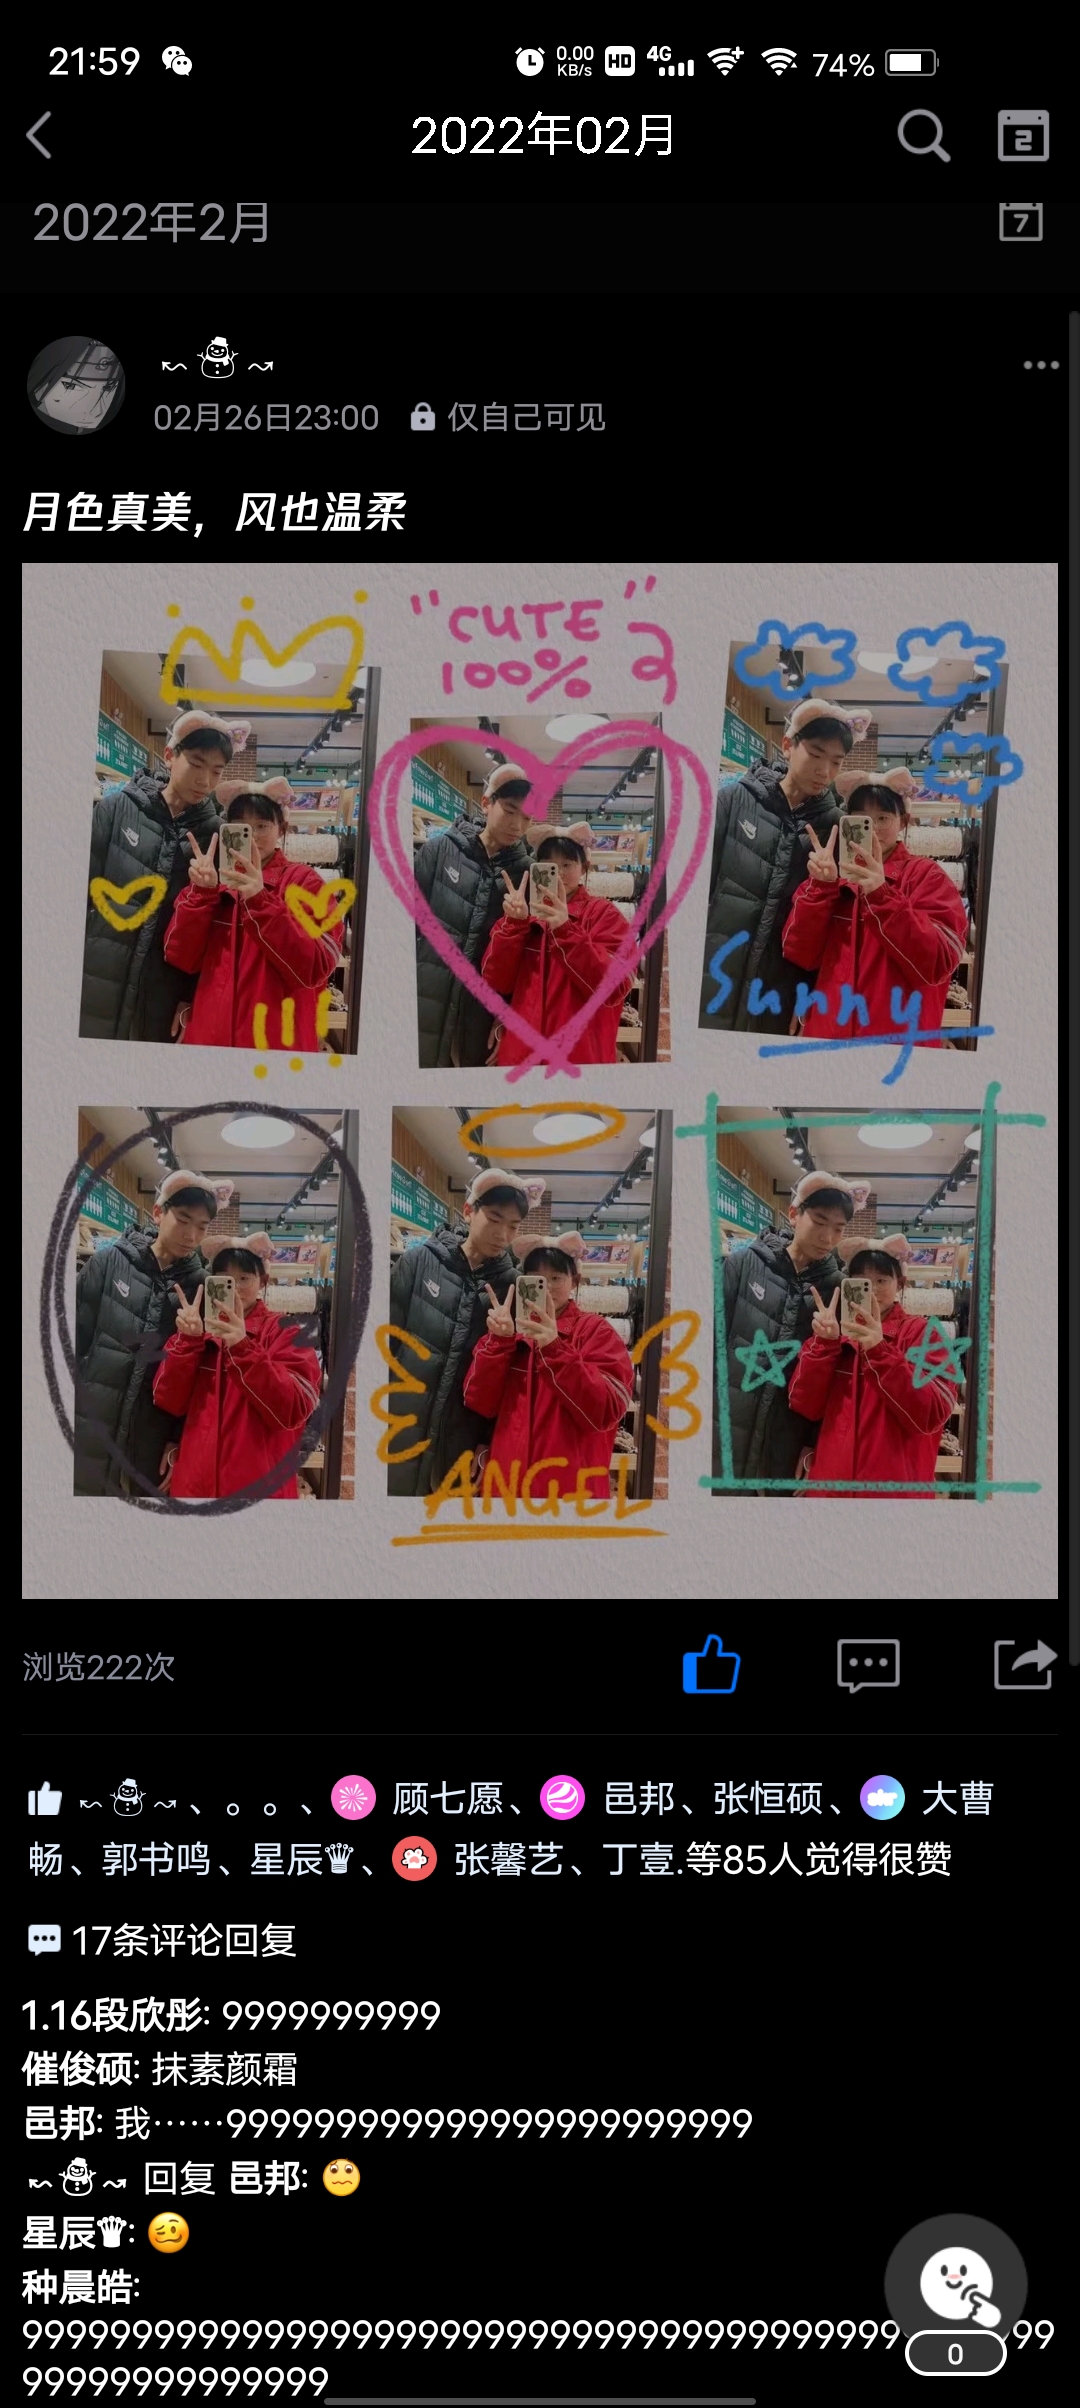 21:59 0.00 KB/s HD 4G 74%
2022年02月 2
2022年2月 7
02月26日23:00 仅自己可见
月色真美，风也温柔
"CUTE"
100%
!!!
Sunny
ANGEL
浏览222次
、。。、 顾七愿、 邑邦、张恒硕、 大曹
畅、郭书鸣、星辰♛、 张馨艺、丁壹.等85人觉得很赞
17条评论回复
1.16段欣彤: 9999999999
催俊硕: 抹素颜霜
邑邦: 我……999999999999999999999999
回复 邑邦:
星辰♛:
种晨皓:
0